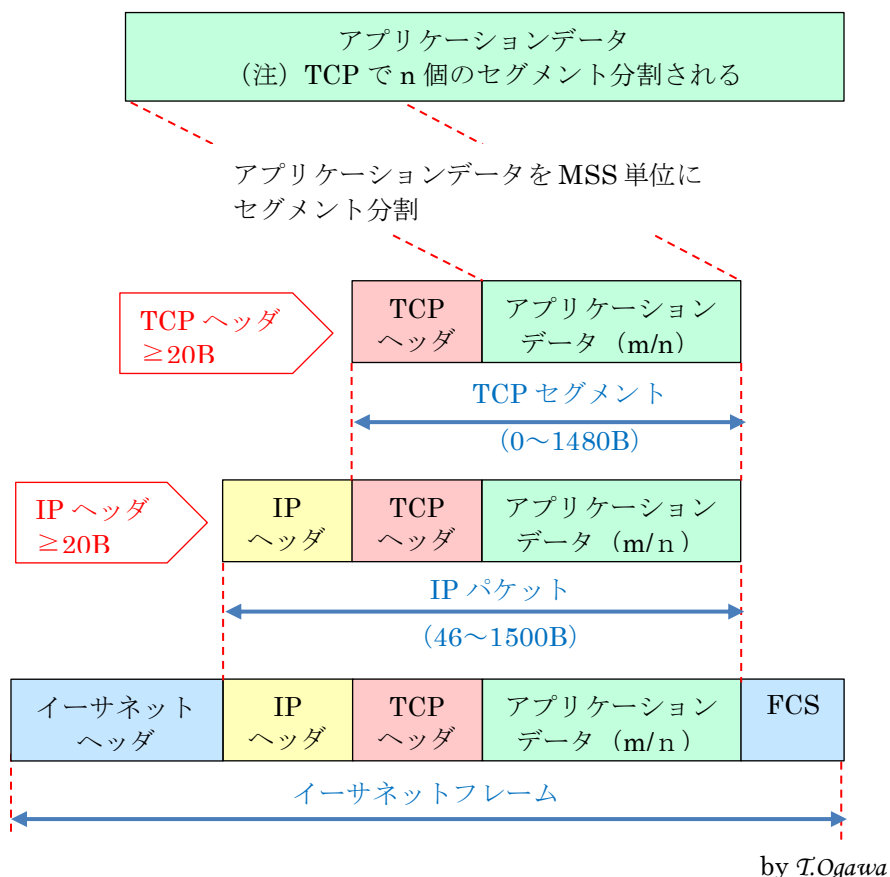 アプリケーションデータ
（注）TCP で n 個のセグメント分割される
アプリケーションデータを MSS 単位に
セグメント分割
TCP ヘッダ
≧20B
TCP
ヘッダ
アプリケーション
データ（m/n）
TCP セグメント
（0～1480B）
IP ヘッダ
≧20B
IP
ヘッダ
TCP
ヘッダ
アプリケーション
データ（m/ｎ）
IP パケット
（46～1500B）
イーサネット
ヘッダ
IP
ヘッダ
TCP
ヘッダ
アプリケーション
データ（m/ｎ）
FCS
イーサネットフレーム
by T.Ogawa